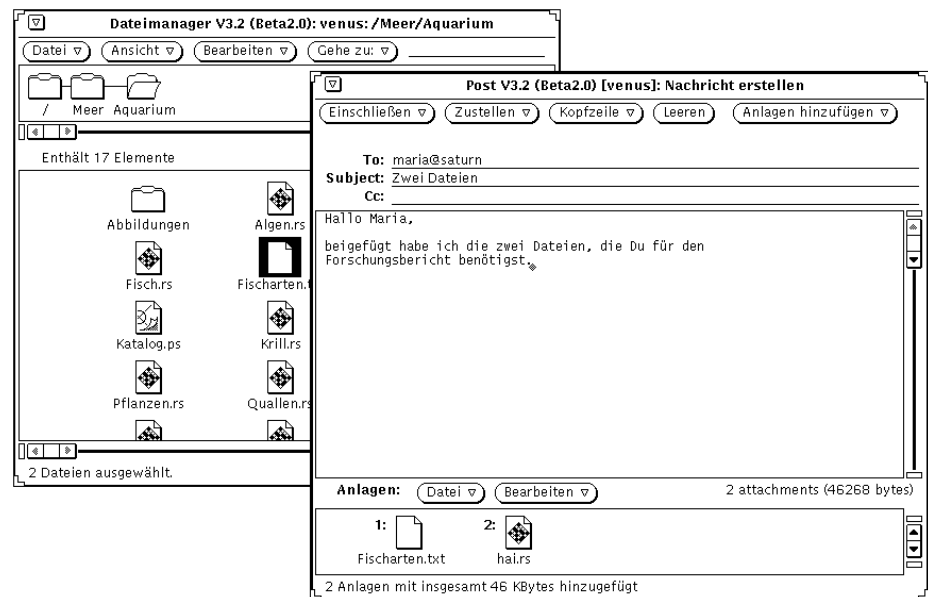 Dateimanager V3.2 (Beta2.0): venus: /Meer/Aquarium
Datei Ansicht Bearbeiten Gehe zu:
/ Meer Aquarium
Enthält 17 Elemente
Abbildungen Algen.rs
Fisch.rs Fischarten.t
Katalog.ps Krill.rs
Pflanzen.rs Quallen.rs
2 Dateien ausgewählt.
Post V3.2 (Beta2.0) [venus]: Nachricht erstellen
Einschließen Zustellen Kopfzeile Leeren Anlagen hinzufügen
To: maria@saturn
Subject: Zwei Dateien
Cc:
Hallo Maria,
beigefügt habe ich die zwei Dateien, die Du für den
Forschungsbericht benötigst.
Anlagen: Datei Bearbeiten 2 attachments (46268 bytes)
1: 2:
Fischarten.txt hai.rs
2 Anlagen mit insgesamt 46 KBytes hinzugefügt